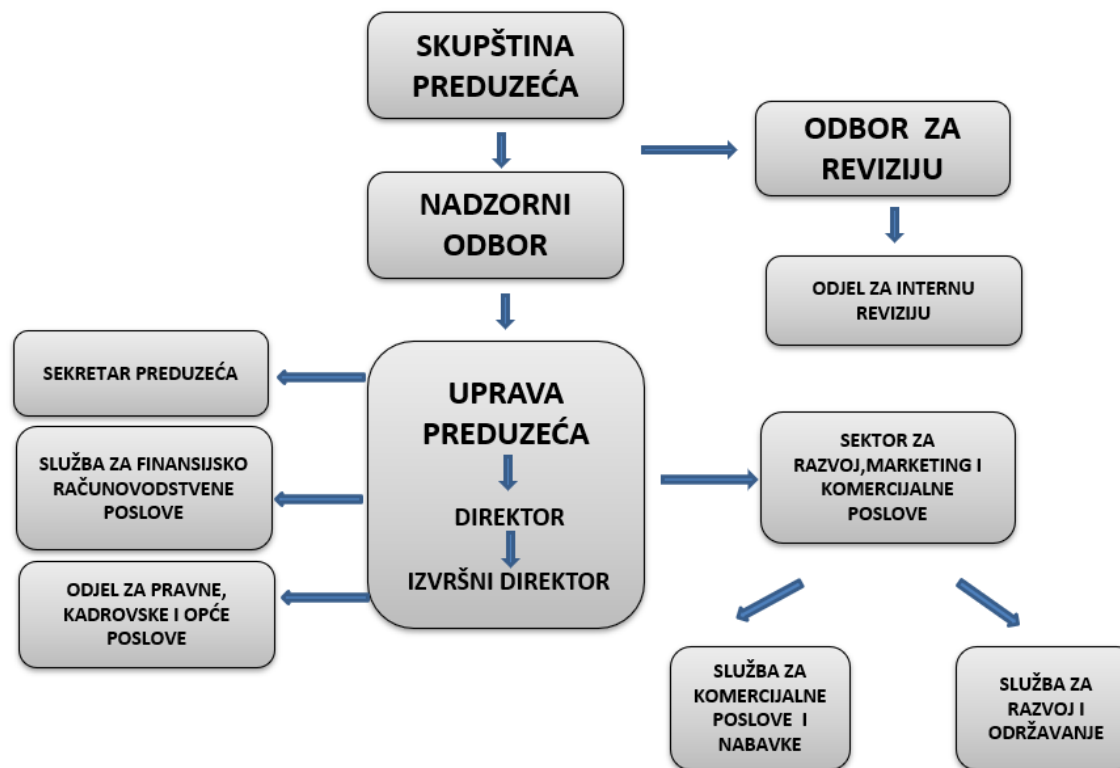 SKUPŠTINA
PREDUZEĆA
ODBOR ZA
REVIZIJU
NADZORNI
ODBOR
ODJEL ZA INTERNU
REVIZIJU
SEKRETAR PREDUZEĆA
UPRAVA
PREDUZEĆA
DIREKTOR
IZVRŠNI DIREKTOR
SLUŽBA ZA FINANSIJSKO
RAČUNOVODSTVENE
POSLOVE
ODJEL ZA PRAVNE,
KADROVSKE I OPĆE
POSLOVE
SEKTOR ZA
RAZVOJ,MARKETING I
KOMERCIJALNE
POSLOVE
SLUŽBA ZA
KOMERCIJALNE
POSLOVE I
NABAVKE
SLUŽBA ZA
RAZVOJ I
ODRŽAVANJE